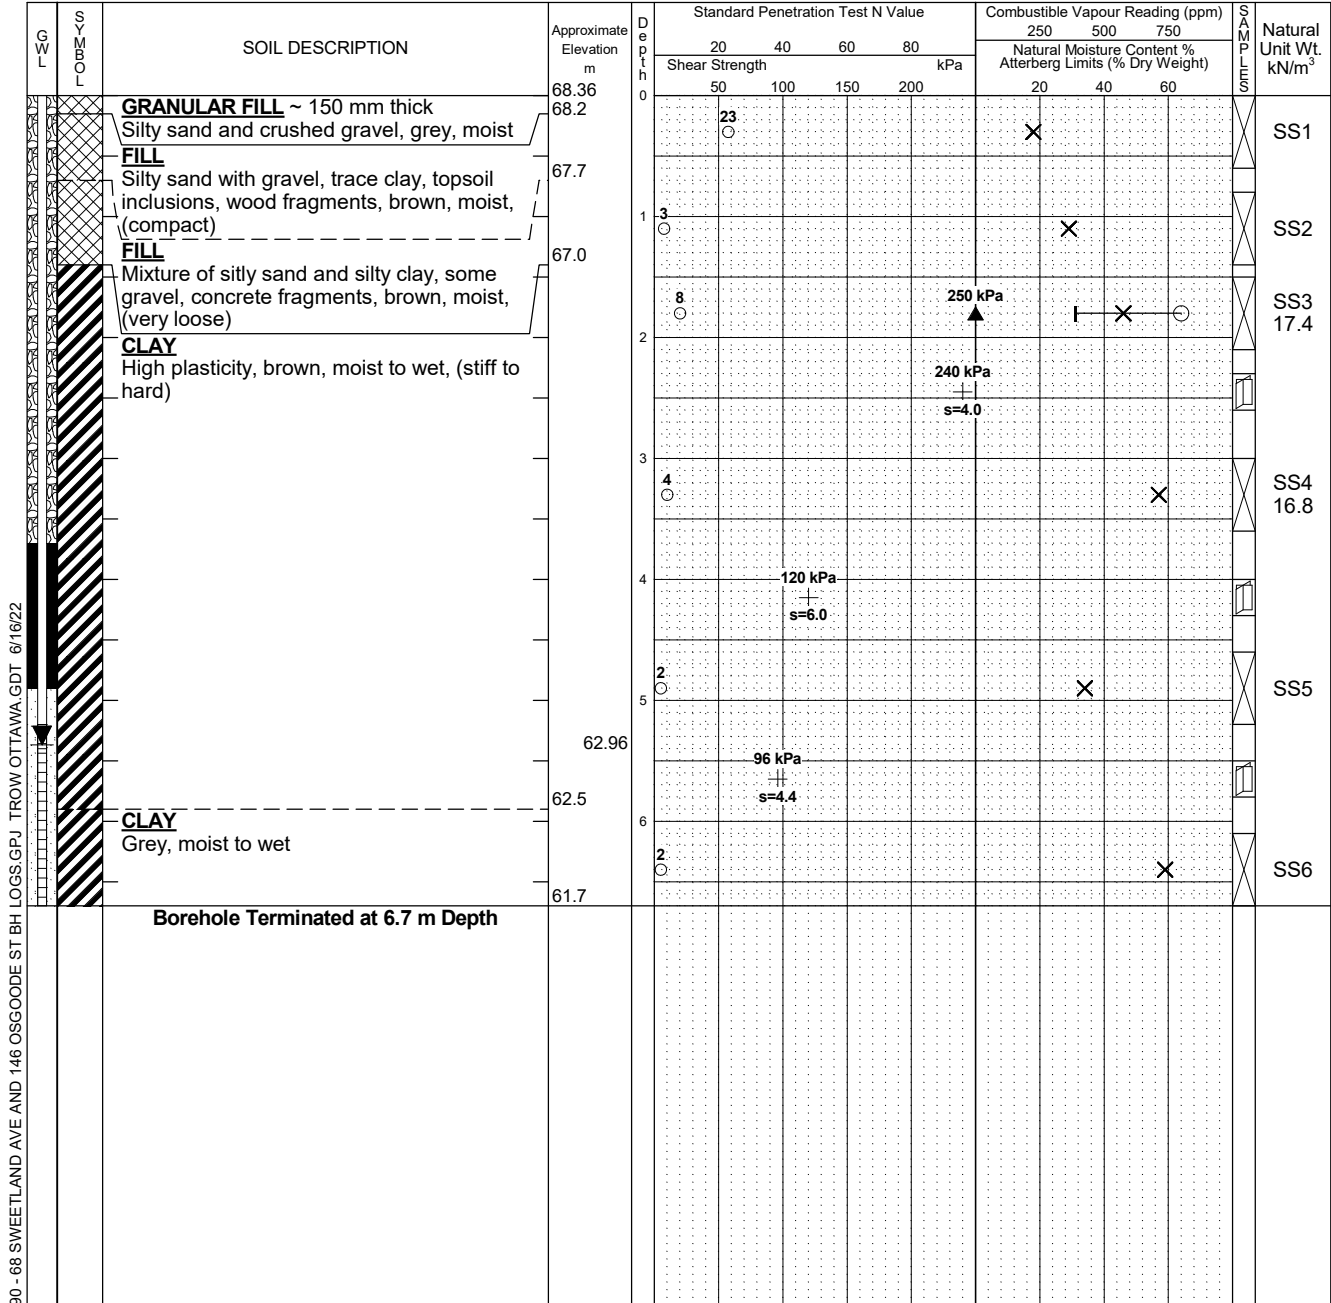 GWL
SYMBOL
SOIL DESCRIPTION
Approximate
Elevation
m
Depth
Standard Penetration Test N Value
20 40 60 80
Shear Strength kPa
50 100 150 200
Combustible Vapour Reading (ppm)
250 500 750
Natural Moisture Content %
Atterberg Limits (% Dry Weight)
20 40 60
SAMPLES
Natural
Unit Wt.
kN/m³
68.36
0
GRANULAR FILL ~ 150 mm thick
68.2
Silty sand and crushed gravel, grey, moist
23
SS1
FILL
67.7
Silty sand with gravel, trace clay, topsoil
inclusions, wood fragments, brown, moist,
(compact)
1
3
SS2
FILL
67.0
Mixture of sitly sand and silty clay, some
gravel, concrete fragments, brown, moist,
(very loose)
8
250 kPa
SS3
17.4
2
CLAY
High plasticity, brown, moist to wet, (stiff to
hard)
240 kPa
s=4.0
3
4
SS4
16.8
4
120 kPa
s=6.0
2
SS5
5
62.96
96 kPa
s=4.4
62.5
CLAY
Grey, moist to wet
6
2
SS6
61.7
Borehole Terminated at 6.7 m Depth
90 - 68 SWEETLAND AVE AND 146 OSGOODE ST BH LOGS.GPJ TROW OTTAWA.GDT 6/16/22